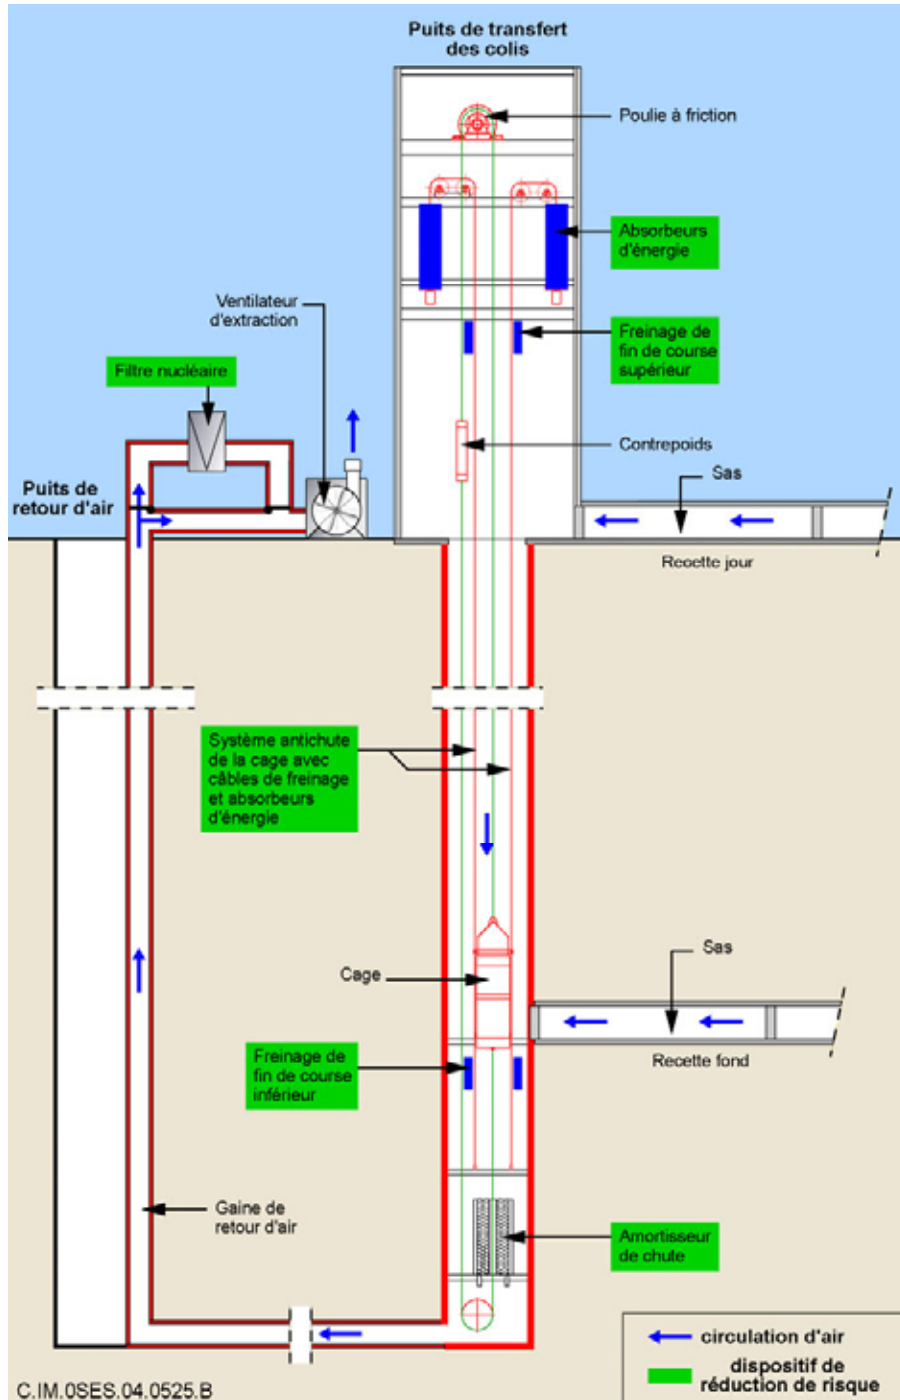 Puits de transfert
des colis
Poulie à friction
Absorbeurs
d'énergie
Ventilateur
d'extraction
Freinage de
fin de course
supérieur
Filtre nucléaire
Contrepoids
Sas
Puits de
retour d'air
Recette jour
Système antichute
de la cage avec
câbles de freinage
et absorbeurs
d'énergie
Sas
Cage
Recette fond
Freinage de
fin de course
inférieur
Gaine de
retour d'air
Amortisseur
de chute
circulation d'air
dispositif de
réduction de risque
C.IM.0SES.04.0525.B